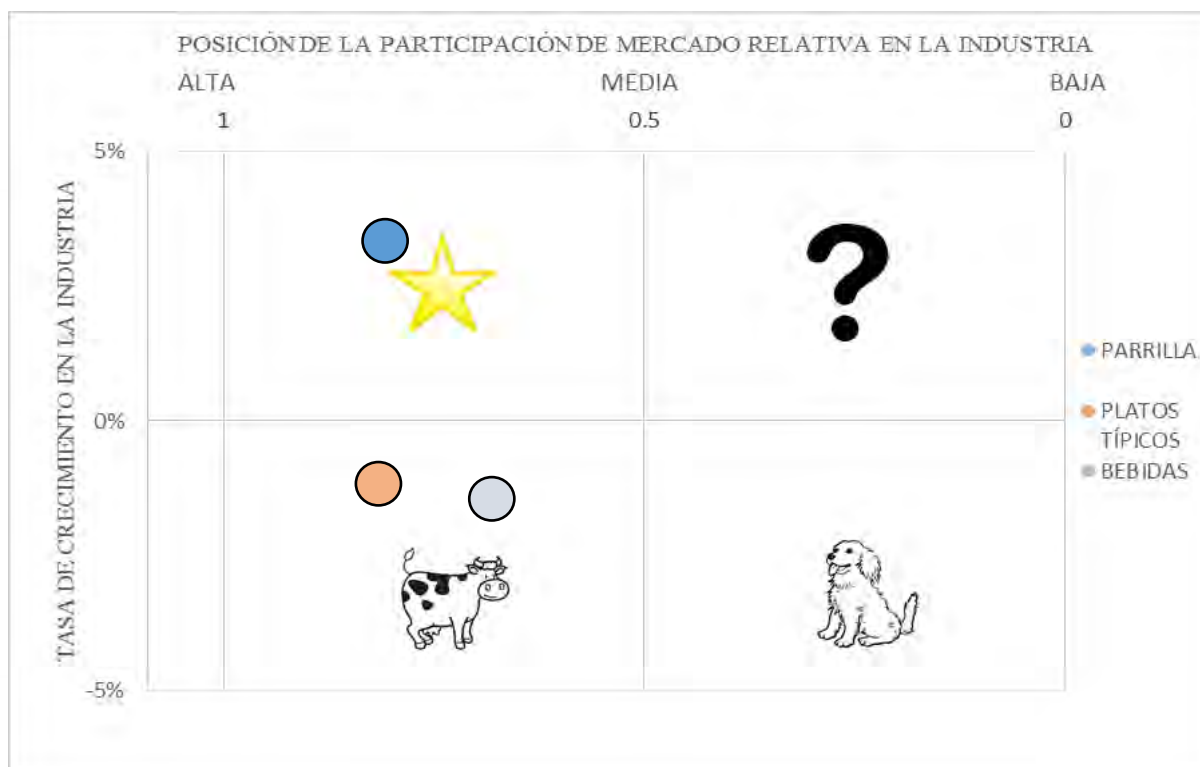 POSICIÓN DE LA PARTICIPACIÓN DE MERCADO RELATIVA EN LA INDUSTRIA
ALTA MEDIA BAJA
1 0.5 0
5%
0%
-5%
TASA DE CRECIMIENTO EN LA INDUSTRIA
?
PARRILLA
PLATOS
TÍPICOS
BEBIDAS